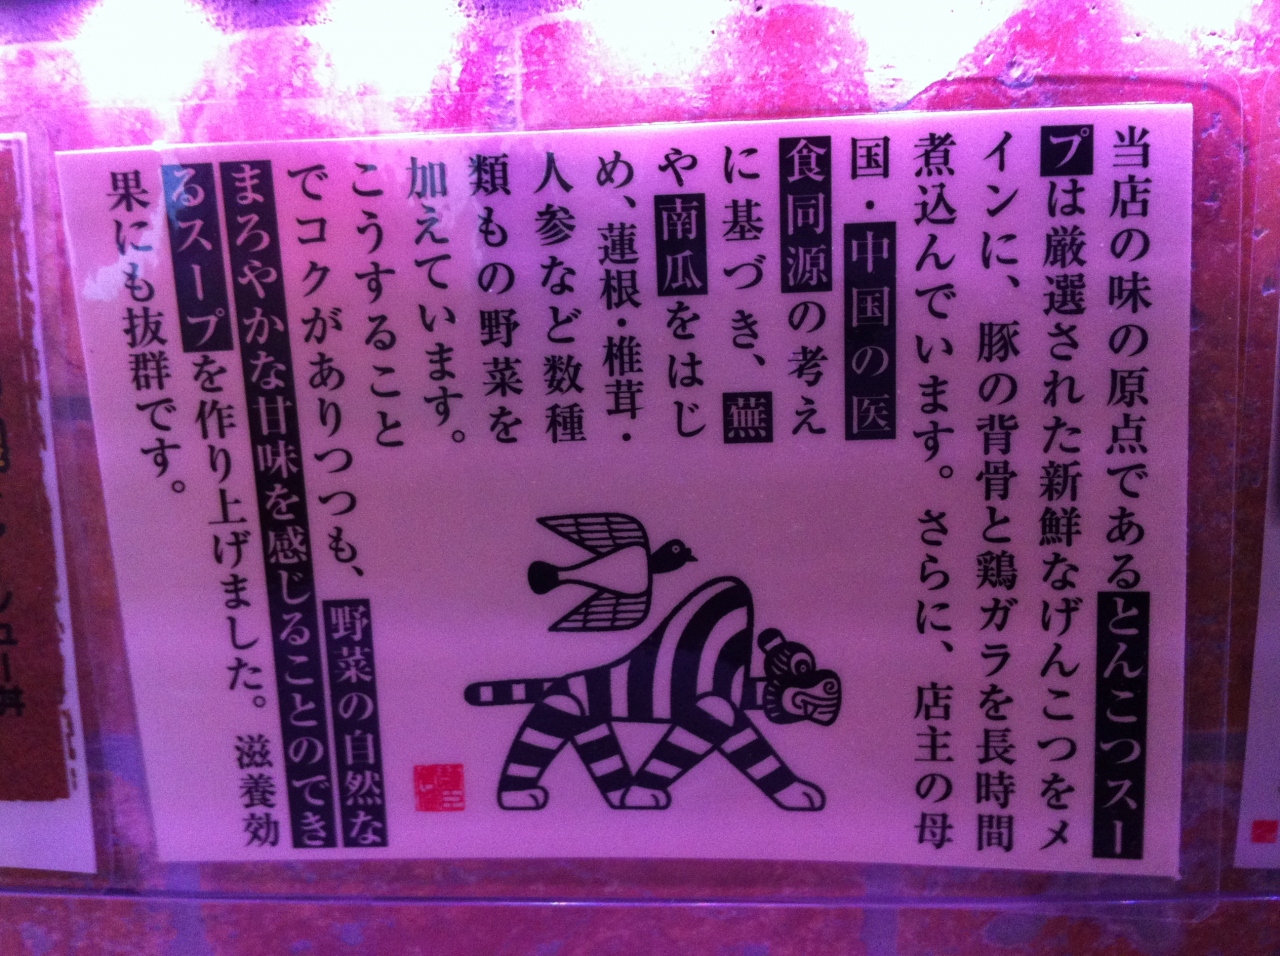 当店の味の原点であるとんこつスー
プは厳選された新鮮なげんこつをメ
インに、豚の背骨と鶏ガラを長時間
煮込んでいます。さらに、店主の母
国・中国の医
食同源の考え
に基づき、蕪
や南瓜をはじ
め、蓮根・椎茸・
人参など数種
類もの野菜を
加えています。
こうすること
でコクがありつつも、野菜の自然な
まろやかな甘味を感じることのでき
るスープを作り上げました。滋養効
果にも抜群です。